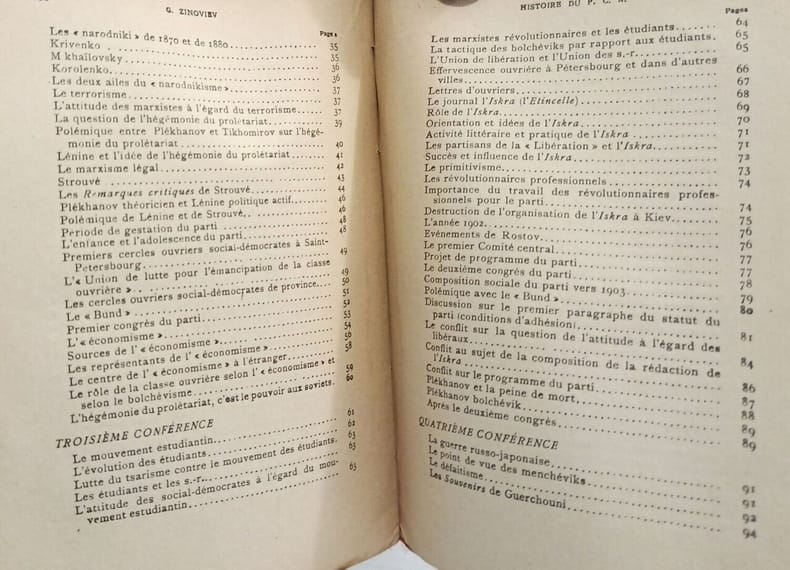 G. ZINOVIEV
Pages
Les « narodniki » de 1870 et de 1880 35
Krivenko 35
M khaïlovsky 36
Korolenko 36
Les deux ailes du « narodnikisme » 37
Le terrorisme 37
L'attitude des marxistes à l'égard du terrorisme 37
La question de l'hégémonie du prolétariat 39
Polémique entre Plékhanov et Tikhomirov sur l'hégé-
monie du prolétariat 40
Lénine et l'idée de l'hégémonie du prolétariat 41
Le marxisme légal 42
Strouvé 43
Les Remarques critiques de Strouvé 44
Plékhanov théoricien et Lénine politique actif 46
Polémique de Lénine et de Strouvé 46
Période de gestation du parti 48
L'enfance et l'adolescence du parti 48
Premiers cercles ouvriers social-démocrates à Saint-
Petersbourg 49
L'« Union de lutte pour l'émancipation de la classe
ouvrière » 49
Les cercles ouvriers social-démocrates de province 50
Le « Bund » 51
Premier congrès du parti 52
L'« économisme » 53
Sources de l'« économisme » 54
Les représentants de l'« économisme » 56
Le centre de l'« économisme » à l'étranger 58
Le rôle de la classe ouvrière selon l'« économisme » et
selon le bolchévisme 59
L'hégémonie du prolétariat, c'est le pouvoir aux soviets. 60
TROISIÈME CONFÉRENCE
Le mouvement estudiantin 61
L'évolution des étudiants 62
Lutte du tsarisme contre le mouvement des étudiants. 63
Les étudiants et les s.-r. 63
L'attitude des social-démocrates à l'égard du mou-
vement estudiantin 63
HISTOIRE DU P. C. R.
Pages
Les marxistes révolutionnaires et les étudiants 64
La tactique des bolchéviks par rapport aux étudiants. 65
L'Union de libération et l'Union des s.-r. 65
Effervescence ouvrière à Pétersbourg et dans d'autres
villes 66
Lettres d'ouvriers 67
Le journal l'Iskra (l'Etincelle) 68
Rôle de l'Iskra 69
Orientation et idées de l'Iskra 70
Activité littéraire et pratique de l'Iskra 71
Les partisans de la « Libération » et l'Iskra 71
Succès et influence de l'Iskra 72
Le primitivisme 73
Les révolutionnaires professionnels 74
Importance du travail des révolutionnaires profes-
sionnels pour le parti 74
Destruction de l'organisation de l'Iskra à Kiev 75
L'année 1902 76
Evénements de Rostov 76
Le premier Comité central 77
Projet de programme du parti 77
Le deuxième congrès du parti 78
Composition sociale du parti vers 1903 79
Polémique avec le « Bund » 80
Discussion sur le premier paragraphe du statut du
parti (conditions d'adhésion) 81
Le conflit sur la question de l'attitude à l'égard des
libéraux 84
Conflit au sujet de la composition de la rédaction de
l'Iskra 86
Conflit sur le programme du parti 87
Plékhanov et la peine de mort 88
Plékhanov bolchévik 89
Après le deuxième congrès 89
QUATRIÈME CONFÉRENCE
La guerre russo-japonaise 91
Le point de vue des menchéviks 91
Le défaitisme 92
Les Souvenirs de Guerchouni 94